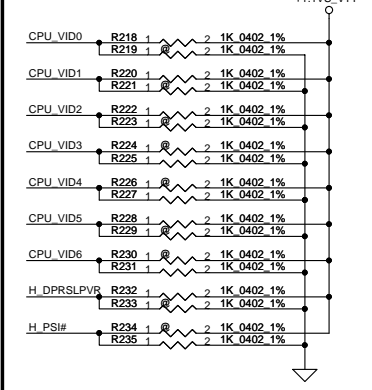 CPU_VID0 R218 1 2 1K_0402_1%
R219 1 @ 2 1K_0402_1%
CPU_VID1 R220 1 2 1K_0402_1%
R221 1 @ 2 1K_0402_1%
CPU_VID2 R222 1 2 1K_0402_1%
R223 1 @ 2 1K_0402_1%
CPU_VID3 R224 1 @ 2 1K_0402_1%
R225 1 2 1K_0402_1%
CPU_VID4 R226 1 @ 2 1K_0402_1%
R227 1 2 1K_0402_1%
CPU_VID5 R228 1 2 1K_0402_1%
R229 1 @ 2 1K_0402_1%
CPU_VID6 R230 1 @ 2 1K_0402_1%
R231 1 2 1K_0402_1%
H_DPRSLPVR R232 1 2 1K_0402_1%
R233 1 @ 2 1K_0402_1%
H_PSI# R234 1 @ 2 1K_0402_1%
R235 1 2 1K_0402_1%